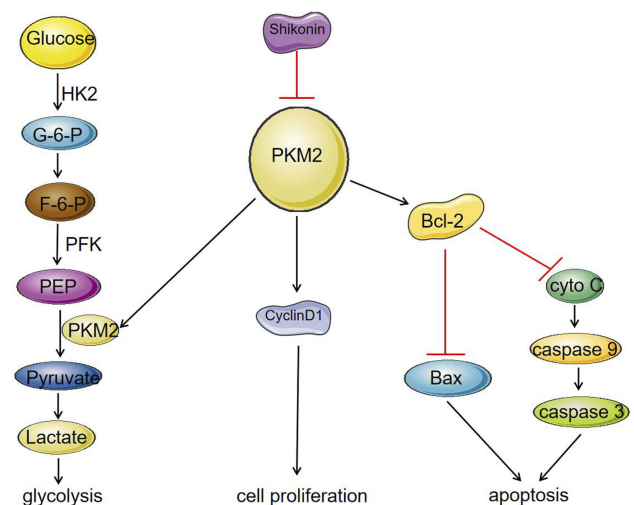 Glucose
HK2
G-6-P
F-6-P
PFK
PEP
PKM2
Pyruvate
Lactate
glycolysis
Shikonin
PKM2
CyclinD1
cell proliferation
Bcl-2
Bax
cyto C
caspase 9
caspase 3
apoptosis